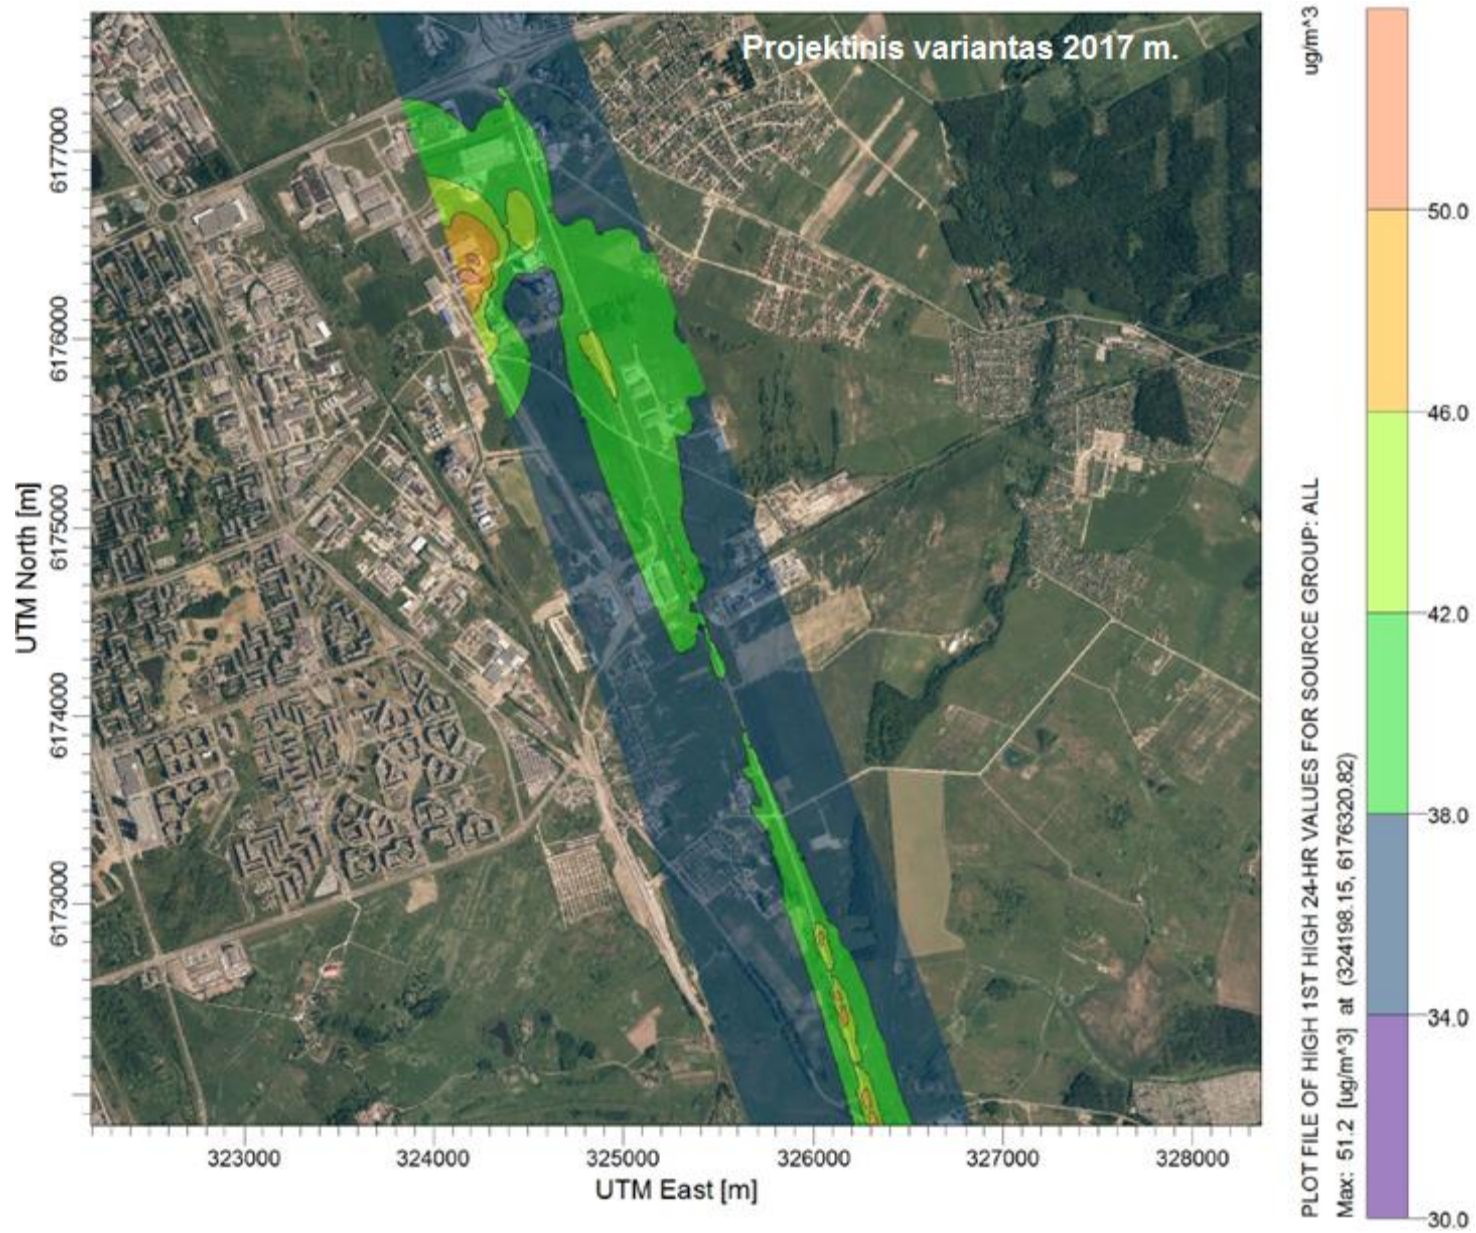 Projektinis variantas 2017 m.
6177000
6176000
6175000
6174000
6173000
UTM North [m]
323000
324000
325000
326000
327000
328000
UTM East [m]
PLOT FILE OF HIGH 1ST HIGH 24-HR VALUES FOR SOURCE GROUP: ALL
Max: 51.2 [ug/m^3] at (324198.15, 6176320.82)
ug/m^3
50.0
46.0
42.0
38.0
34.0
30.0